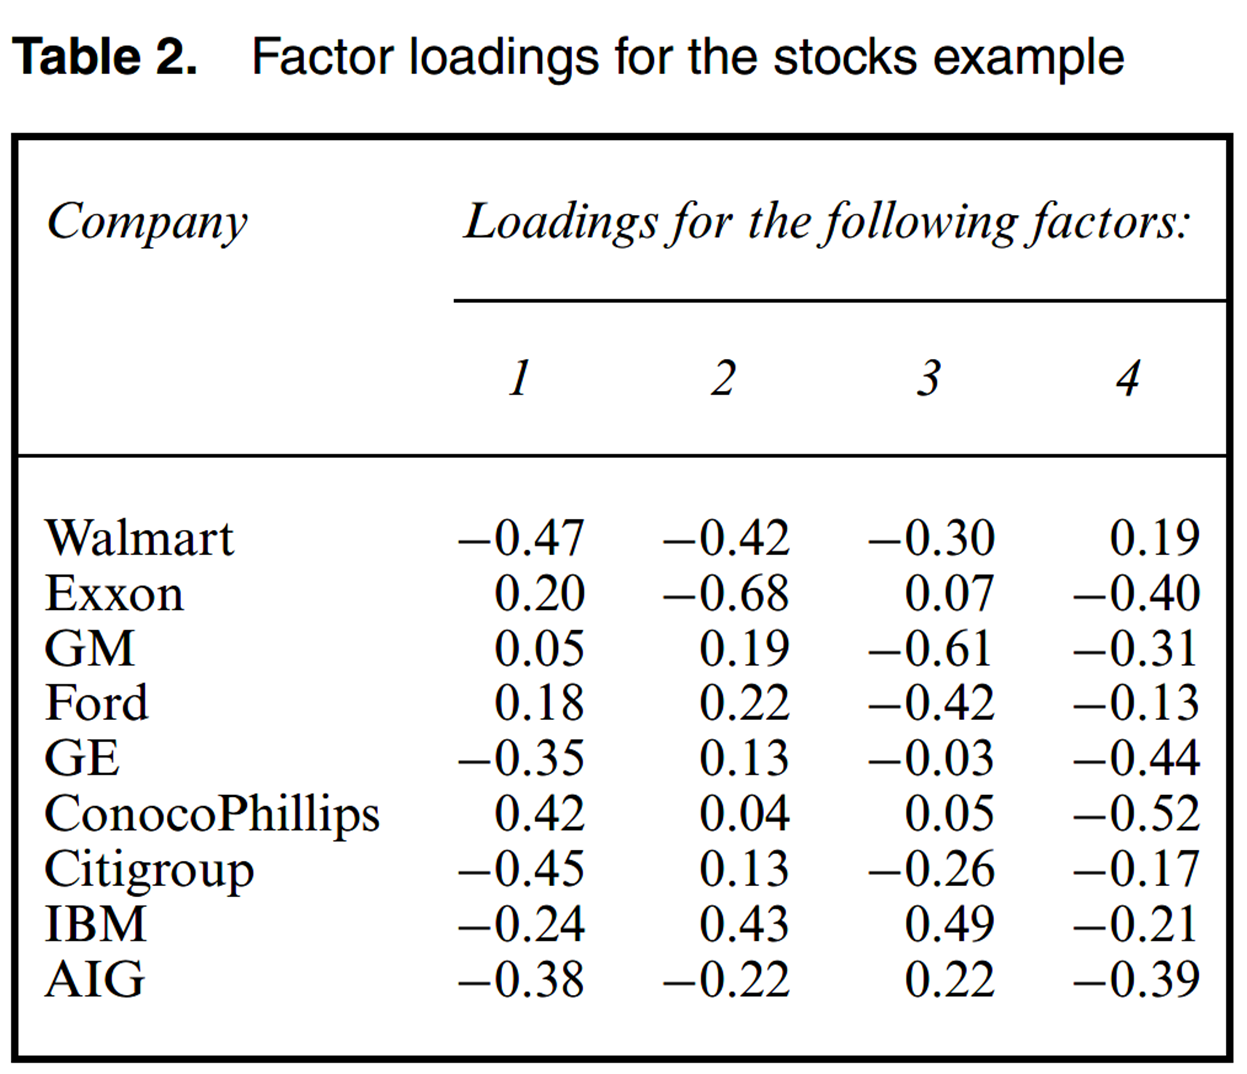 Table 2. Factor loadings for the stocks example
Company Loadings for the following factors:
1 2 3 4
Walmart −0.47 −0.42 −0.30 0.19
Exxon 0.20 −0.68 0.07 −0.40
GM 0.05 0.19 −0.61 −0.31
Ford 0.18 0.22 −0.42 −0.13
GE −0.35 0.13 −0.03 −0.44
ConocoPhillips 0.42 0.04 0.05 −0.52
Citigroup −0.45 0.13 −0.26 −0.17
IBM −0.24 0.43 0.49 −0.21
AIG −0.38 −0.22 0.22 −0.39